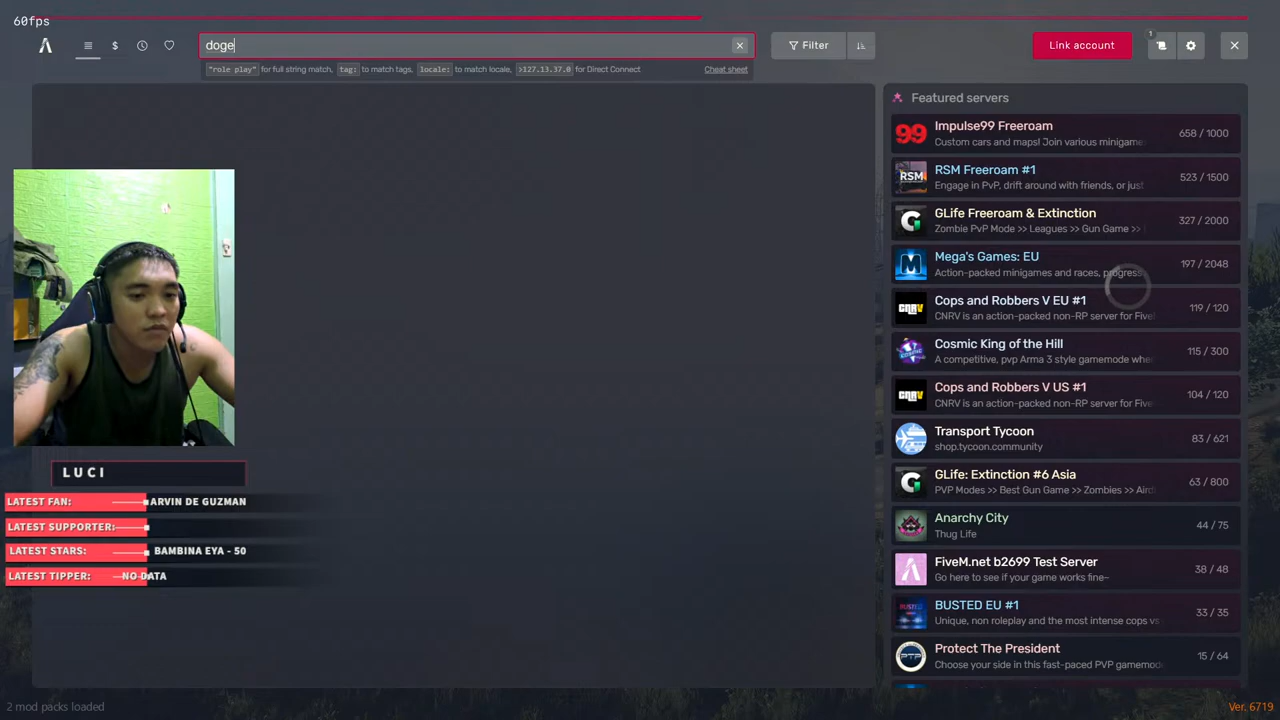 60fps
$
doge
Filter
Link account
1
"role play" for full string match, tag: to match tags, locale: to match locale, >127.13.37.0 for Direct Connect
Cheat sheet
Featured servers
99
Impulse99 Freeroam
Custom cars and maps! Join various minigame
658 / 1000
RSM
RSM Freeroam #1
Engage in PvP, drift around with friends, or just
523 / 1500
G
GLife Freeroam & Extinction
Zombie PvP Mode >> Leagues >> Gun Game >>
327 / 2000
M
Mega's Games: EU
Action-packed minigames and races, progress
197 / 2048
CNRV
Cops and Robbers V EU #1
CNRV is an action-packed non-RP server for Five
119 / 120
COSMIC
Cosmic King of the Hill
A competitive, pvp Arma 3 style gamemode whe
115 / 300
CNRV
Cops and Robbers V US #1
CNRV is an action-packed non-RP server for Five
104 / 120
Transport Tycoon
shop.tycoon.community
83 / 621
G
GLife: Extinction #6 Asia
PVP Modes >> Best Gun Game >> Zombies >> Aird
63 / 800
Anarchy City
Thug Life
44 / 75
FiveM.net b2699 Test Server
Go here to see if your game works fine–
38 / 48
BUSTED
BUSTED EU #1
Unique, non roleplay and the most intense cops vs
33 / 35
PTP
Protect The President
Choose your side in this fast-paced PVP gamemod
15 / 64
LUCI
LATEST FAN: ARVIN DE GUZMAN
LATEST SUPPORTER:
LATEST STARS: BAMBINA EYA - 50
LATEST TIPPER: NO DATA
2 mod packs loaded
Ver. 6719